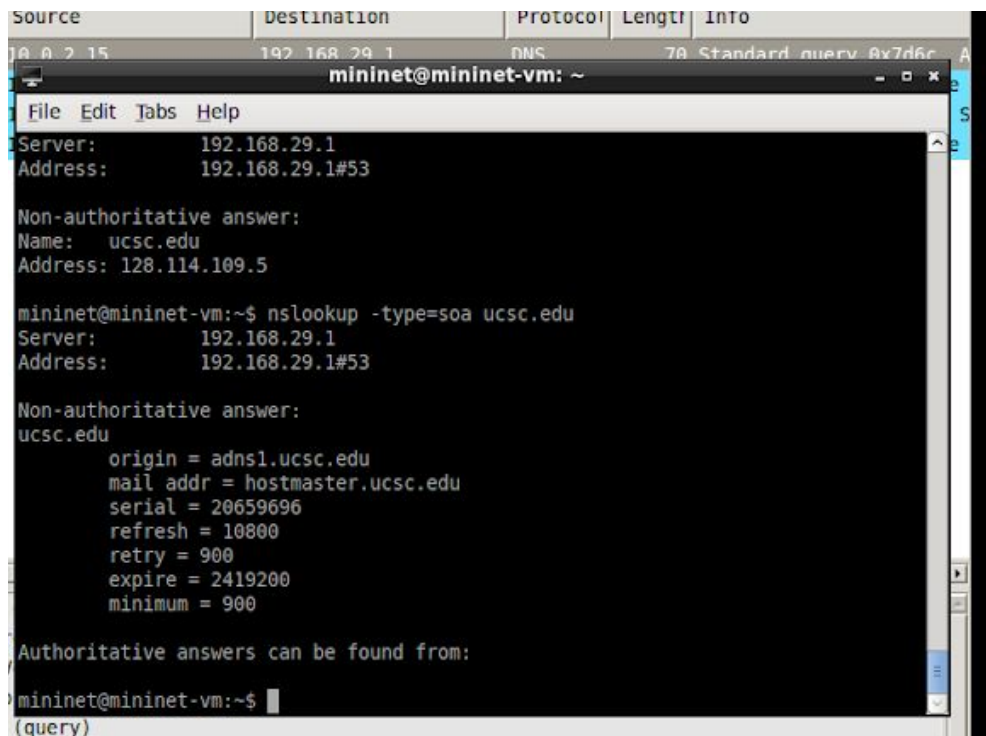 Source Destination Protocol Length Info
10.0.2.15 192.168.29.1 DNS 70 Standard query 0x7d6c A
mininet@mininet-vm: ~
File Edit Tabs Help
Server: 192.168.29.1
Address: 192.168.29.1#53
Non-authoritative answer:
Name: ucsc.edu
Address: 128.114.109.5
mininet@mininet-vm:~$ nslookup -type=soa ucsc.edu
Server: 192.168.29.1
Address: 192.168.29.1#53
Non-authoritative answer:
ucsc.edu
origin = adns1.ucsc.edu
mail addr = hostmaster.ucsc.edu
serial = 20659696
refresh = 10800
retry = 900
expire = 2419200
minimum = 900
Authoritative answers can be found from:
mininet@mininet-vm:~$
(query)